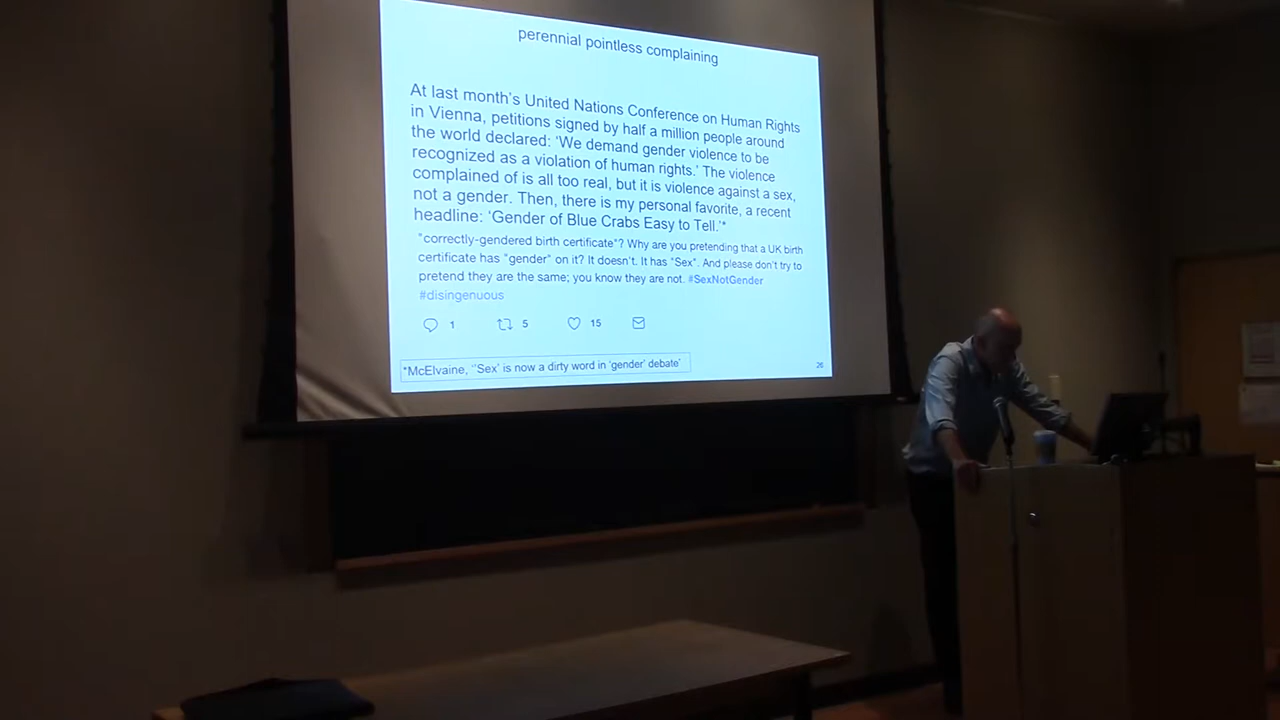 perennial pointless complaining
At last month's United Nations Conference on Human Rights
in Vienna, petitions signed by half a million people around
the world declared: 'We demand gender violence to be
recognized as a violation of human rights.' The violence
complained of is all too real, but it is violence against a sex,
not a gender. Then, there is my personal favorite, a recent
headline: 'Gender of Blue Crabs Easy to Tell.'*
"correctly-gendered birth certificate"? Why are you pretending that a UK birth
certificate has "gender" on it? It doesn't. It has "Sex". And please don't try to
pretend they are the same; you know they are not. #SexNotGender
#disingenuous
1 5 15
*McElvaine, ''Sex' is now a dirty word in 'gender' debate'
26